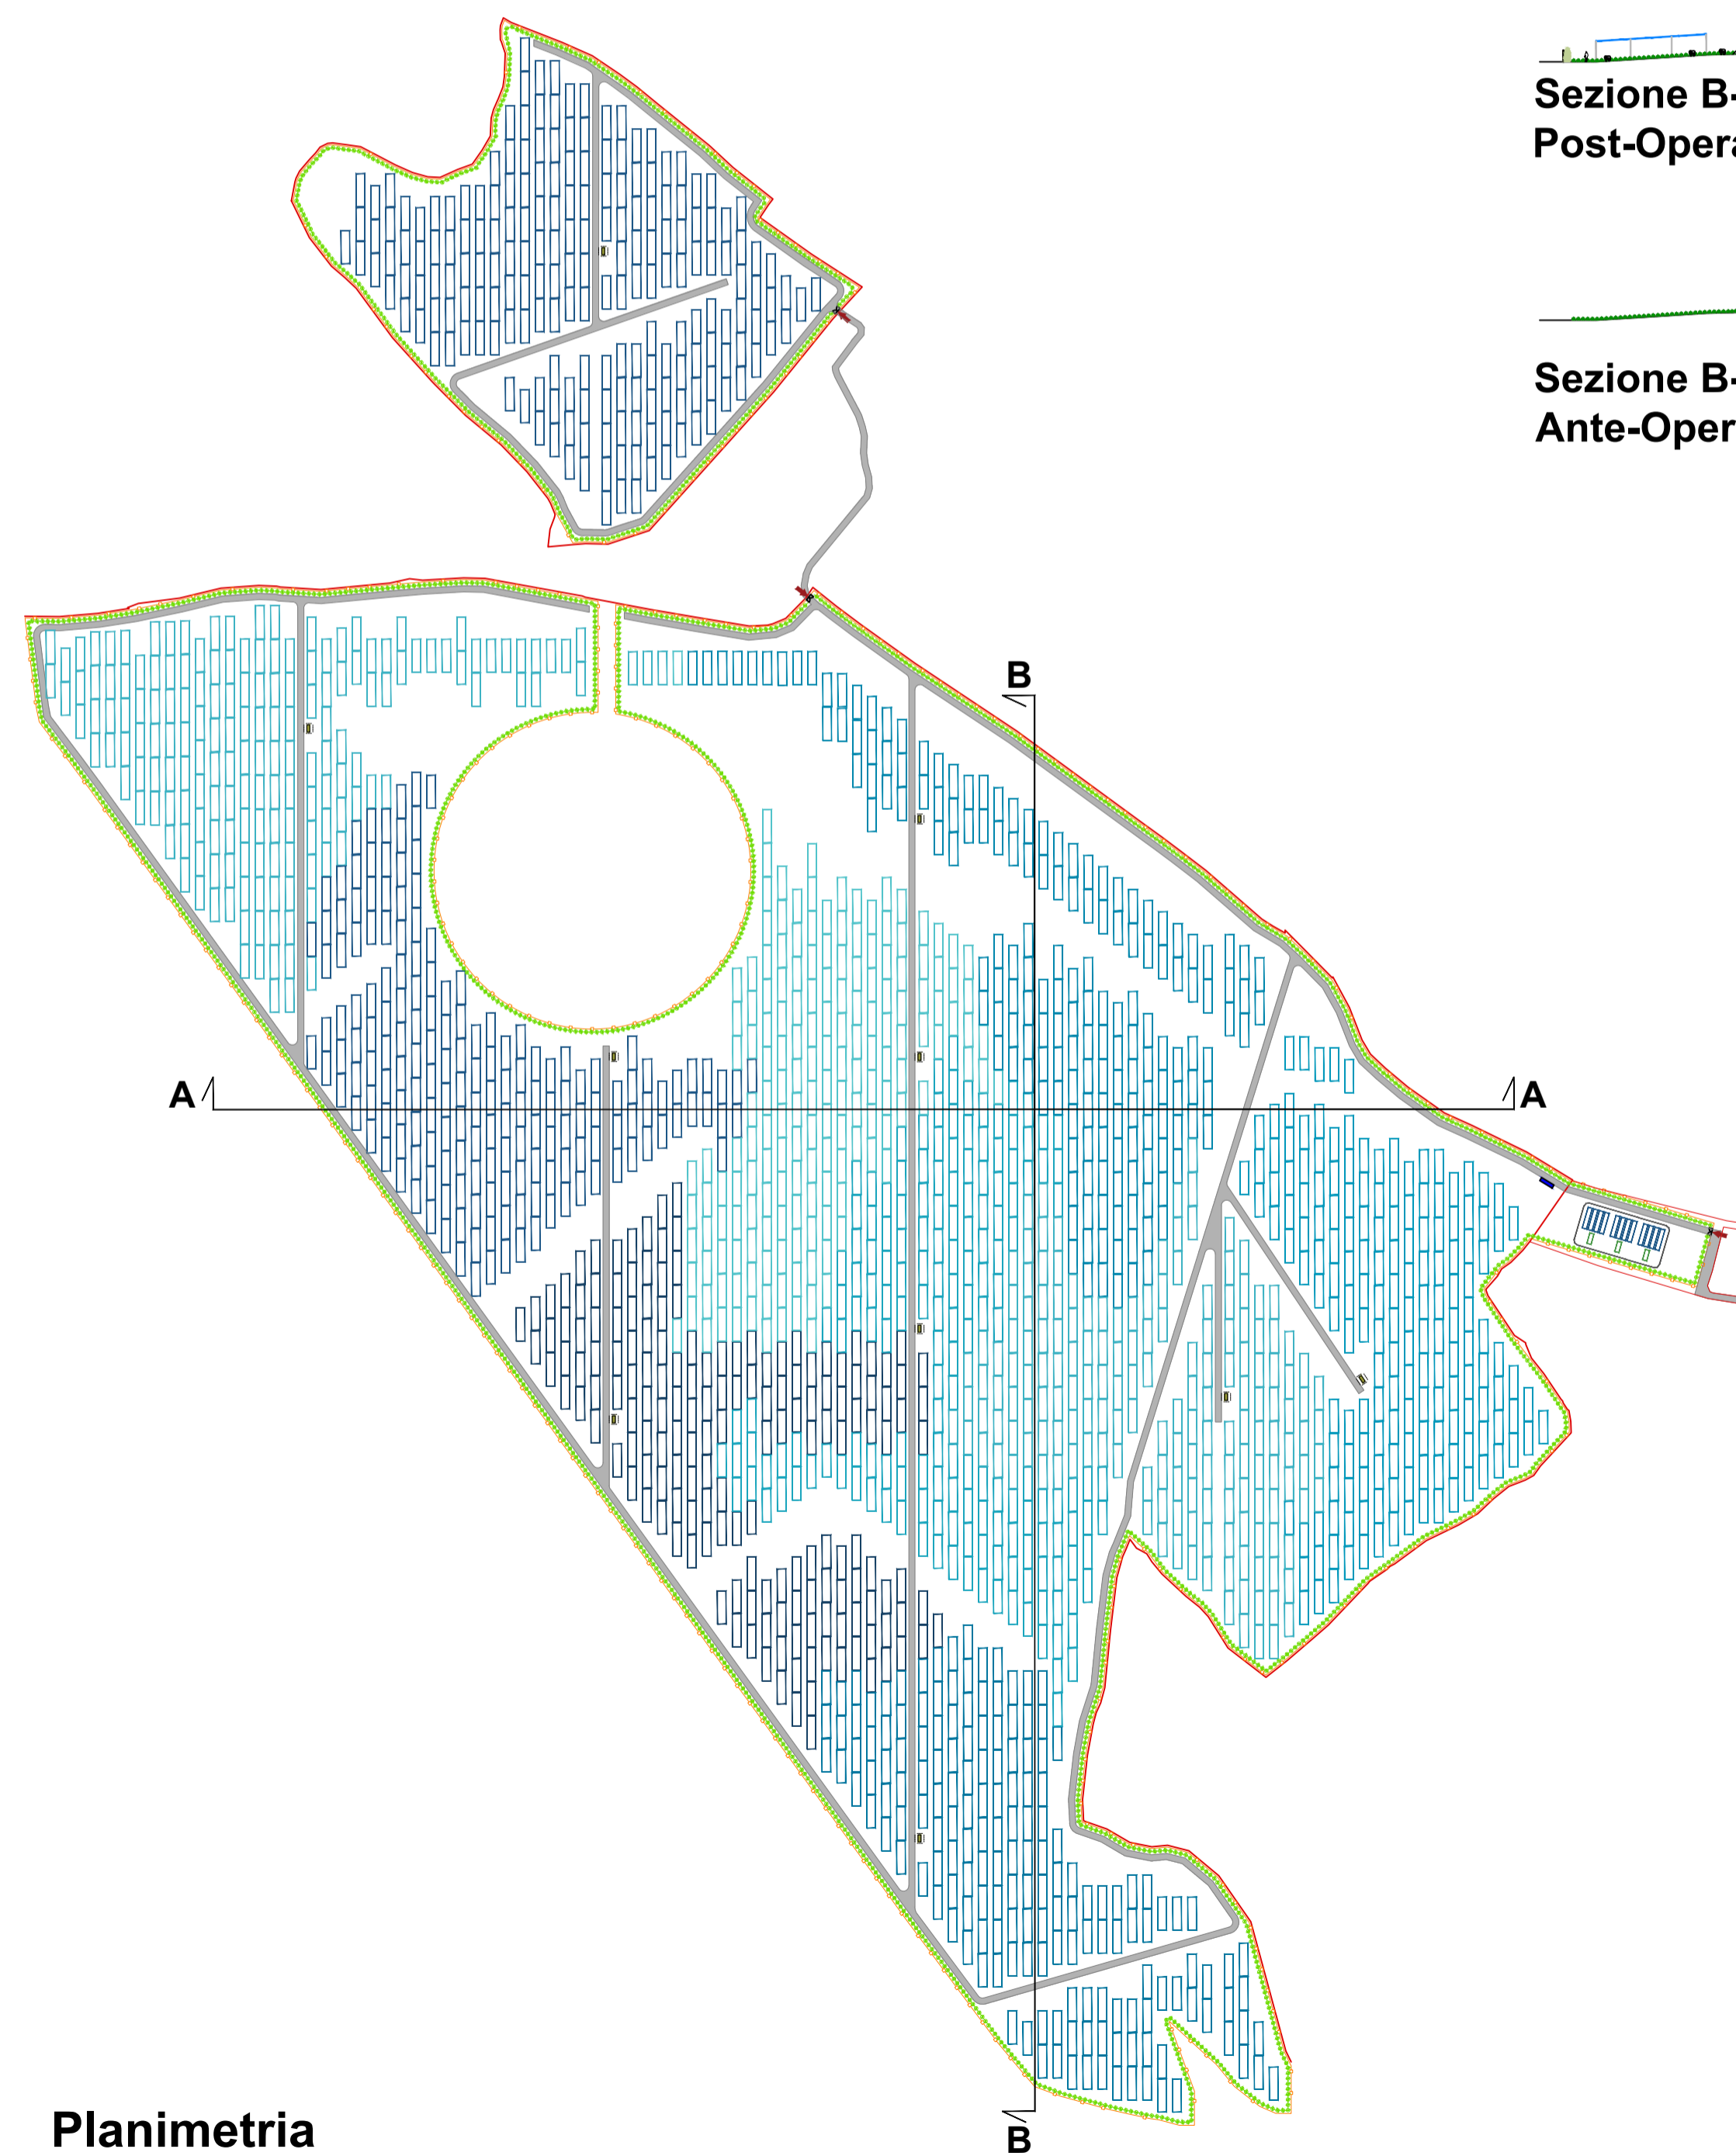 Sezione B-
Post-Opera
Sezione B-
Ante-Oper
B
A
A
B
Planimetria